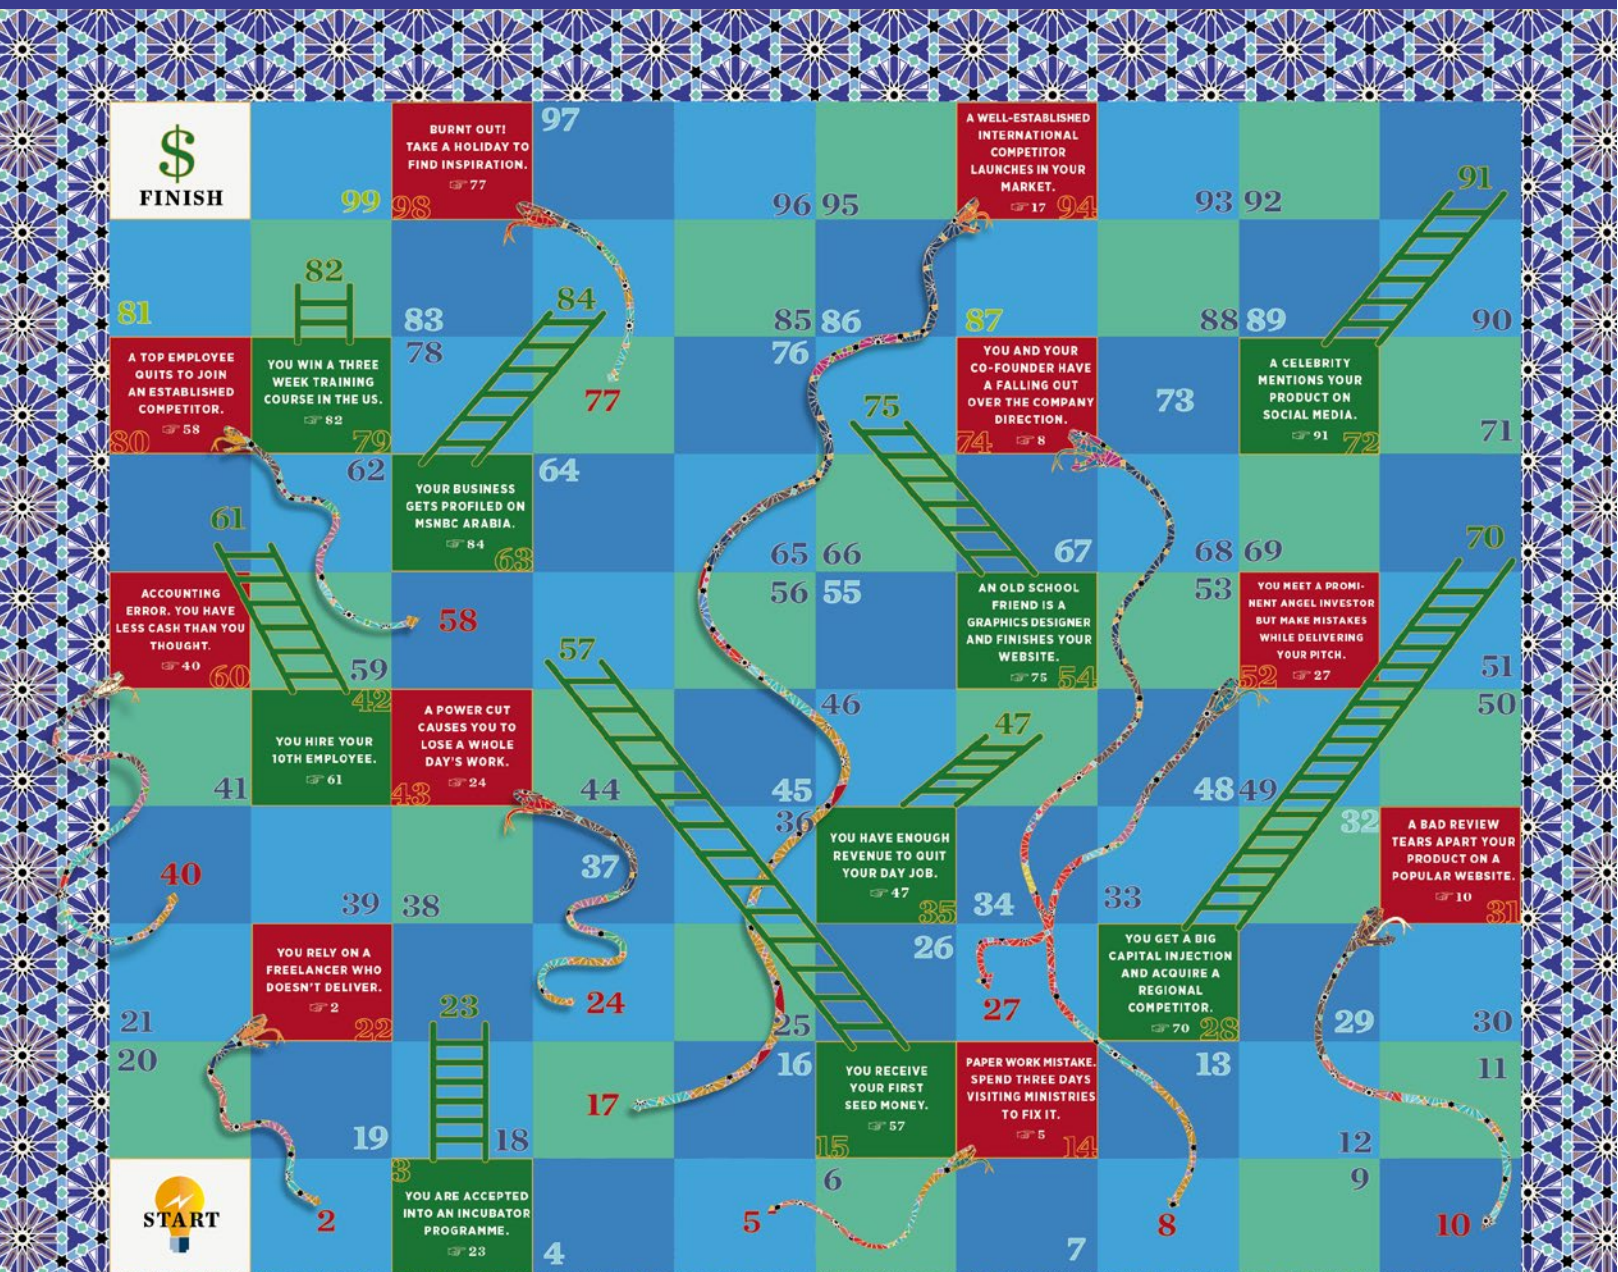 $
FINISH
99
98
BURNT OUT!
TAKE A HOLIDAY TO
FIND INSPIRATION.
☞ 77
97
96
95
A WELL-ESTABLISHED
INTERNATIONAL
COMPETITOR
LAUNCHES IN YOUR
MARKET.
☞ 17
94
93
92
91
81
82
83
84
85
86
87
88
89
90
A TOP EMPLOYEE
QUITS TO JOIN
AN ESTABLISHED
COMPETITOR.
☞ 58
80
YOU WIN A THREE
WEEK TRAINING
COURSE IN THE US.
☞ 82
79
78
77
76
75
YOU AND YOUR
CO-FOUNDER HAVE
A FALLING OUT
OVER THE COMPANY
DIRECTION.
☞ 8
74
73
A CELEBRITY
MENTIONS YOUR
PRODUCT ON
SOCIAL MEDIA.
☞ 91
72
71
61
62
YOUR BUSINESS
GETS PROFILED ON
MSNBC ARABIA.
☞ 84
63
64
65
66
67
68
69
70
ACCOUNTING
ERROR. YOU HAVE
LESS CASH THAN YOU
THOUGHT.
☞ 40
60
59
58
57
56
55
AN OLD SCHOOL
FRIEND IS A
GRAPHICS DESIGNER
AND FINISHES YOUR
WEBSITE.
☞ 75
54
53
YOU MEET A PROMI-
NENT ANGEL INVESTOR
BUT MAKE MISTAKES
WHILE DELIVERING
YOUR PITCH.
☞ 27
52
51
41
42
YOU HIRE YOUR
10TH EMPLOYEE.
☞ 61
A POWER CUT
CAUSES YOU TO
LOSE A WHOLE
DAY'S WORK.
☞ 24
43
44
45
46
47
48
49
50
40
39
38
37
36
YOU HAVE ENOUGH
REVENUE TO QUIT
YOUR DAY JOB.
☞ 47
35
34
33
32
A BAD REVIEW
TEARS APART YOUR
PRODUCT ON A
POPULAR WEBSITE.
☞ 10
31
21
YOU RELY ON A
FREELANCER WHO
DOESN'T DELIVER.
☞ 2
22
23
24
25
26
27
YOU GET A BIG
CAPITAL INJECTION
AND ACQUIRE A
REGIONAL
COMPETITOR.
☞ 70
28
29
30
20
19
18
17
16
YOU RECEIVE
YOUR FIRST
SEED MONEY.
☞ 57
15
PAPER WORK MISTAKE.
SPEND THREE DAYS
VISITING MINISTRIES
TO FIX IT.
☞ 5
14
13
12
11
START
2
3
YOU ARE ACCEPTED
INTO AN INCUBATOR
PROGRAMME.
☞ 23
4
5
6
7
8
9
10